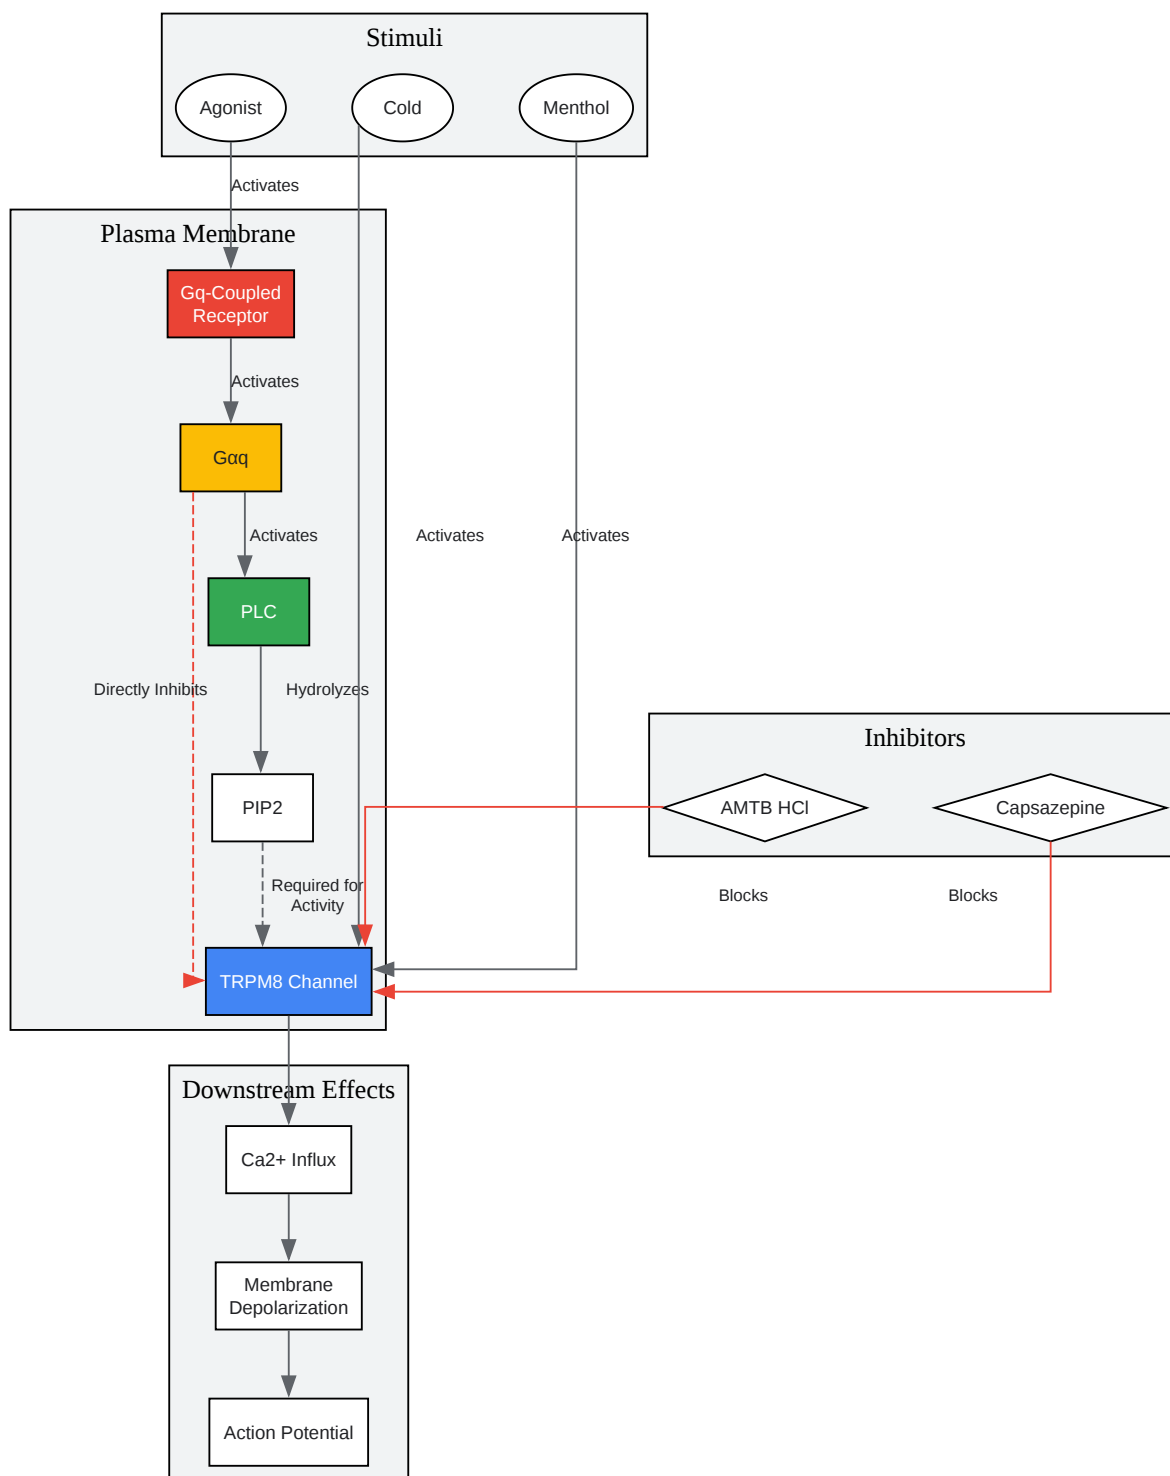 Stimuli
Agonist
Cold
Menthol
Activates
Plasma Membrane
Gq-Coupled
Receptor
Activates
Gαq
Activates
Activates
Activates
PLC
Directly Inhibits
Hydrolyzes
Inhibitors
PIP2
AMTB HCl
Capsazepine
Required for
Activity
Blocks
Blocks
TRPM8 Channel
Downstream Effects
Ca2+ Influx
Membrane
Depolarization
Action Potential